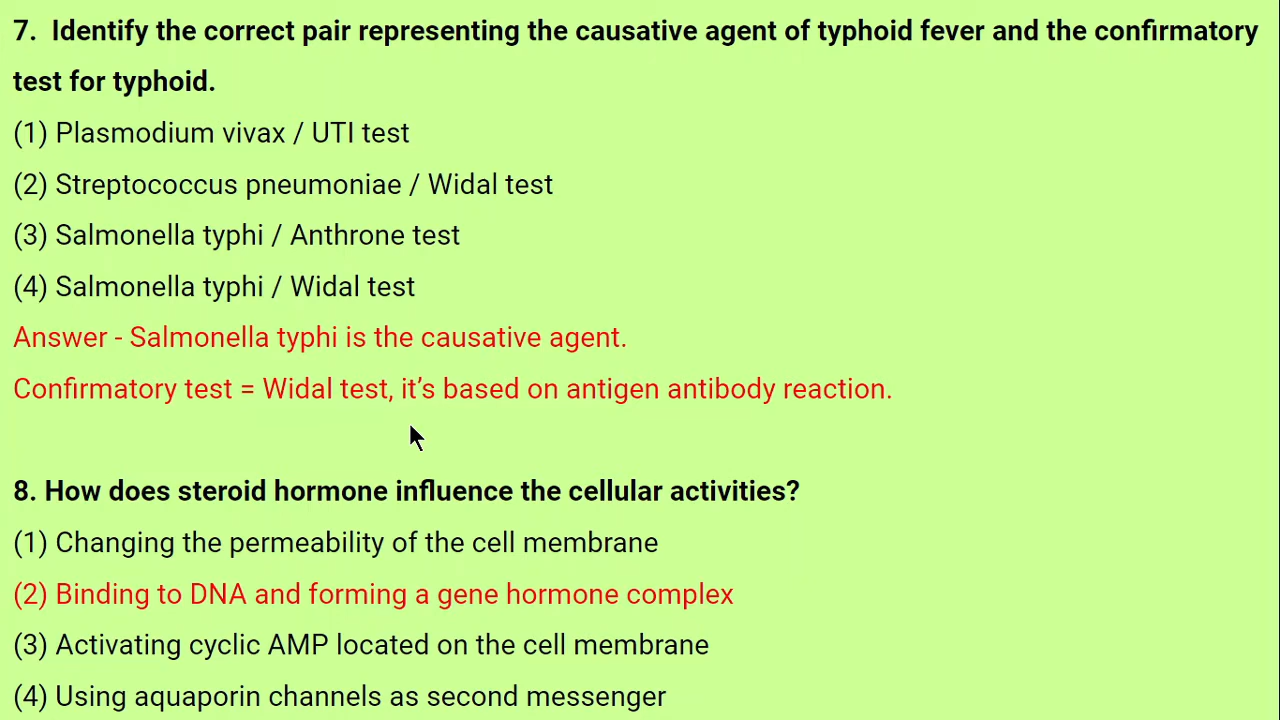 7. Identify the correct pair representing the causative agent of typhoid fever and the confirmatory
test for typhoid.
(1) Plasmodium vivax / UTI test
(2) Streptococcus pneumoniae / Widal test
(3) Salmonella typhi / Anthrone test
(4) Salmonella typhi / Widal test
Answer - Salmonella typhi is the causative agent.
Confirmatory test = Widal test, it’s based on antigen antibody reaction.
8. How does steroid hormone influence the cellular activities?
(1) Changing the permeability of the cell membrane
(2) Binding to DNA and forming a gene hormone complex
(3) Activating cyclic AMP located on the cell membrane
(4) Using aquaporin channels as second messenger